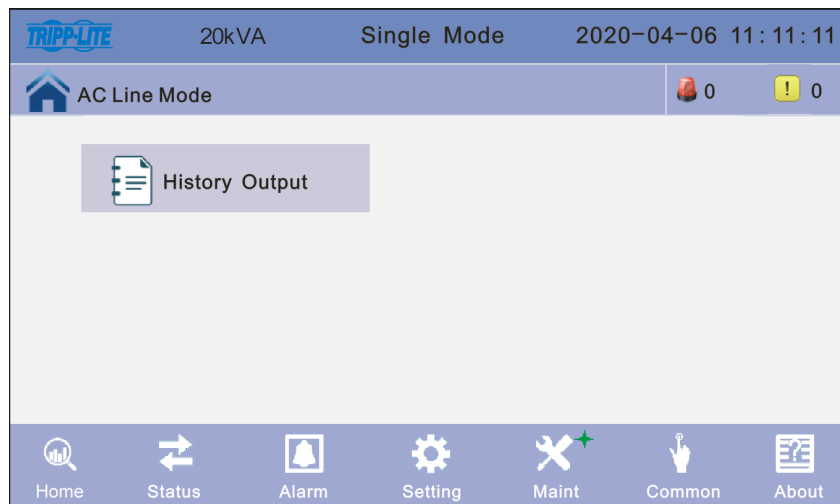 TRIPP-LITE 20kVA Single Mode 2020-04-06 11:11:11
AC Line Mode 0 ! 0
History Output
Home Status Alarm Setting Maint Common About